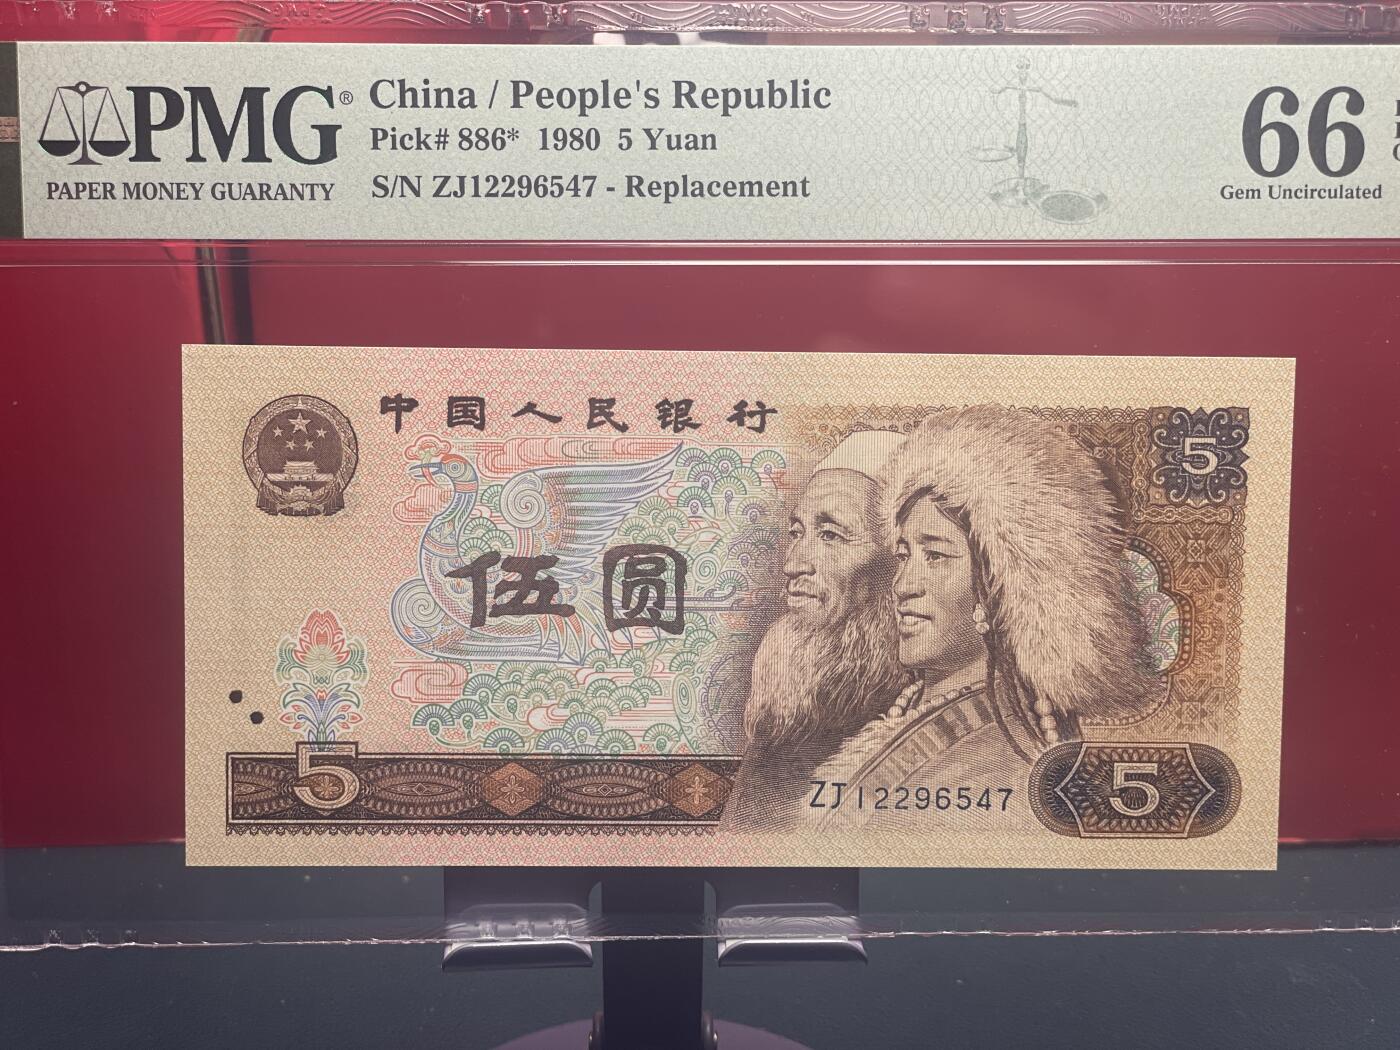 PMG®
PAPER MONEY GUARANTY
China / People's Republic
Pick# 886* 1980 5 Yuan
S/N ZJ12296547 - Replacement
66
Gem Uncirculated
中国人民银行
5
伍圆
5
ZJ12296547
5